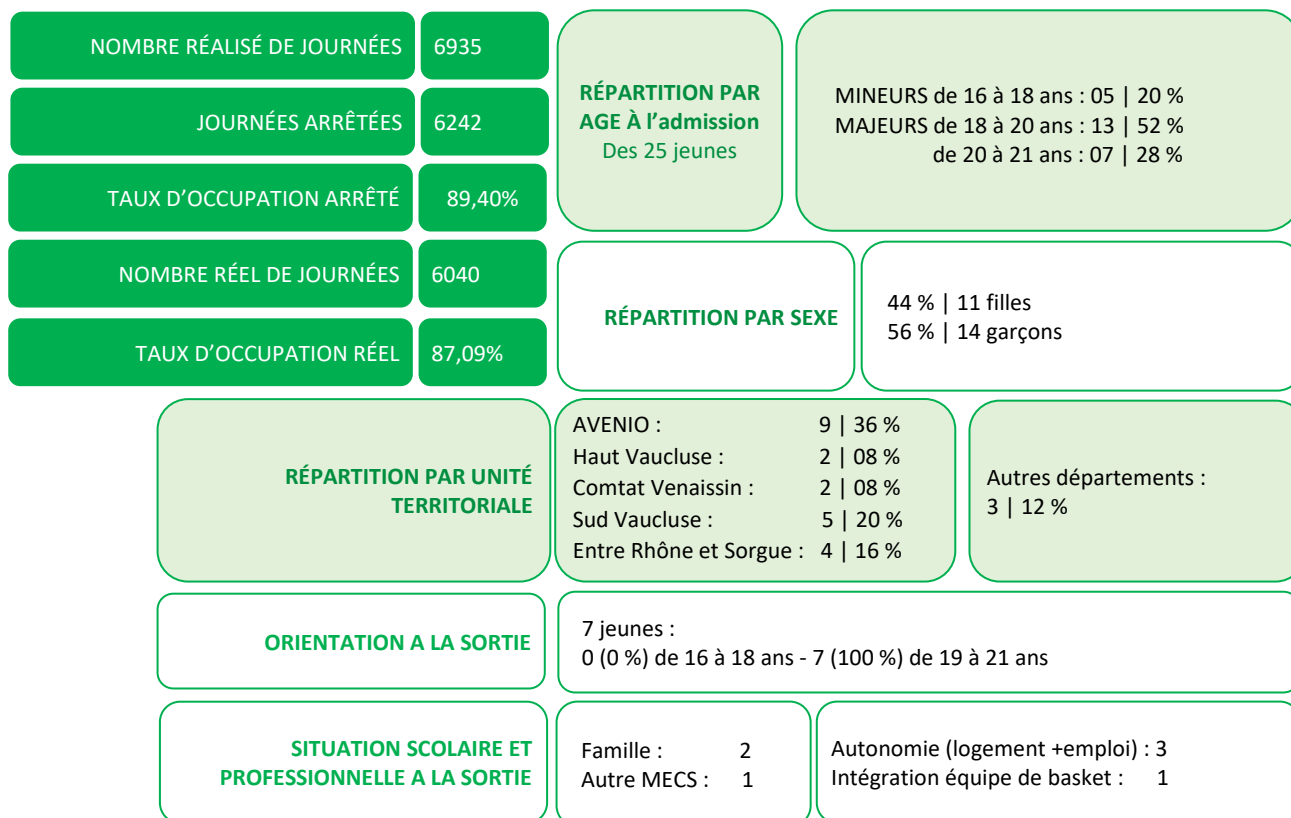 NOMBRE RÉALISÉ DE JOURNÉES 6935
JOURNÉES ARRÊTÉES 6242
TAUX D'OCCUPATION ARRÊTÉ 89,40%
NOMBRE RÉEL DE JOURNÉES 6040
TAUX D'OCCUPATION RÉEL 87,09%
RÉPARTITION PAR
AGE À l'admission
Des 25 jeunes
MINEURS de 16 à 18 ans : 05 | 20 %
MAJEURS de 18 à 20 ans : 13 | 52 %
de 20 à 21 ans : 07 | 28 %
RÉPARTITION PAR SEXE
44 % | 11 filles
56 % | 14 garçons
RÉPARTITION PAR UNITÉ
TERRITORIALE
AVENIO : 9 | 36 %
Haut Vaucluse : 2 | 08 %
Comtat Venaissin : 2 | 08 %
Sud Vaucluse : 5 | 20 %
Entre Rhône et Sorgue : 4 | 16 %
Autres départements :
3 | 12 %
ORIENTATION A LA SORTIE
7 jeunes :
0 (0 %) de 16 à 18 ans - 7 (100 %) de 19 à 21 ans
SITUATION SCOLAIRE ET
PROFESSIONNELLE A LA SORTIE
Famille : 2
Autre MECS : 1
Autonomie (logement +emploi) : 3
Intégration équipe de basket : 1